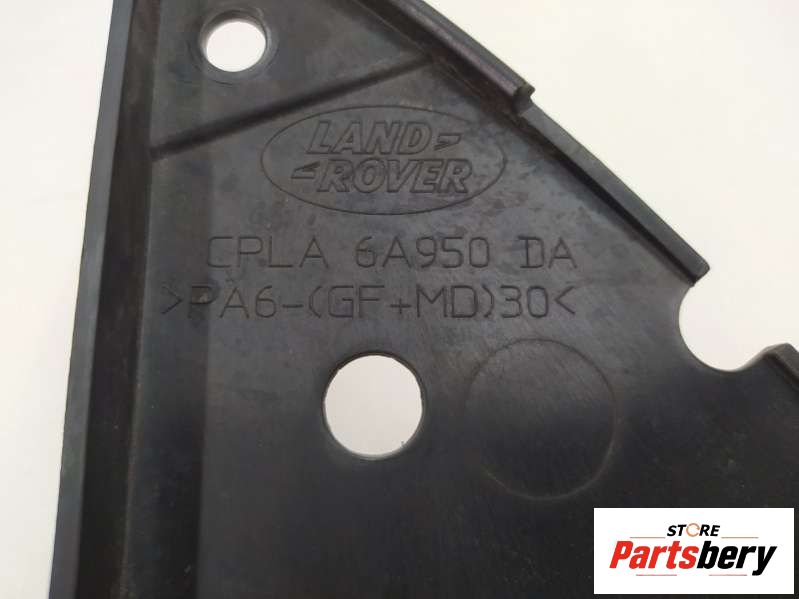 LAND
ROVER
CPLA 6A950 DA
>PA6-(GF+MD)30<
STORE
Partsbery